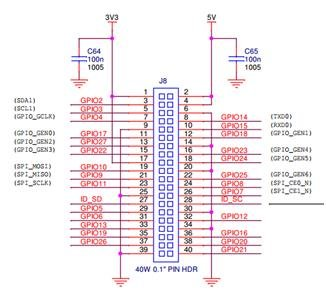 3V3 5V
C64 C65
100n 100n
1005 1005
J8
1 2
(SDA1) GPIO2 3 4
(SCL1) GPIO3 5 6
(GPIO_GCLK) GPIO4 7 8 GPIO14 (TXD0)
9 10 GPIO15 (RXD0)
(GPIO_GEN0) GPIO17 11 12 GPIO18 (GPIO_GEN1)
(GPIO_GEN2) GPIO27 13 14
(GPIO_GEN3) GPIO22 15 16 GPIO23 (GPIO_GEN4)
17 18 GPIO24 (GPIO_GEN5)
(SPI_MOSI) GPIO10 19 20
(SPI_MISO) GPIO9 21 22 GPIO25 (GPIO_GEN6)
(SPI_SCLK) GPIO11 23 24 GPIO8 (SPI_CE0_N)
25 26 GPIO7 (SPI_CE1_N)
ID_SD 27 28 ID_SC
GPIO5 29 30
GPIO6 31 32 GPIO12
GPIO13 33 34
GPIO19 35 36 GPIO16
GPIO26 37 38 GPIO20
39 40 GPIO21
40W 0.1" PIN HDR